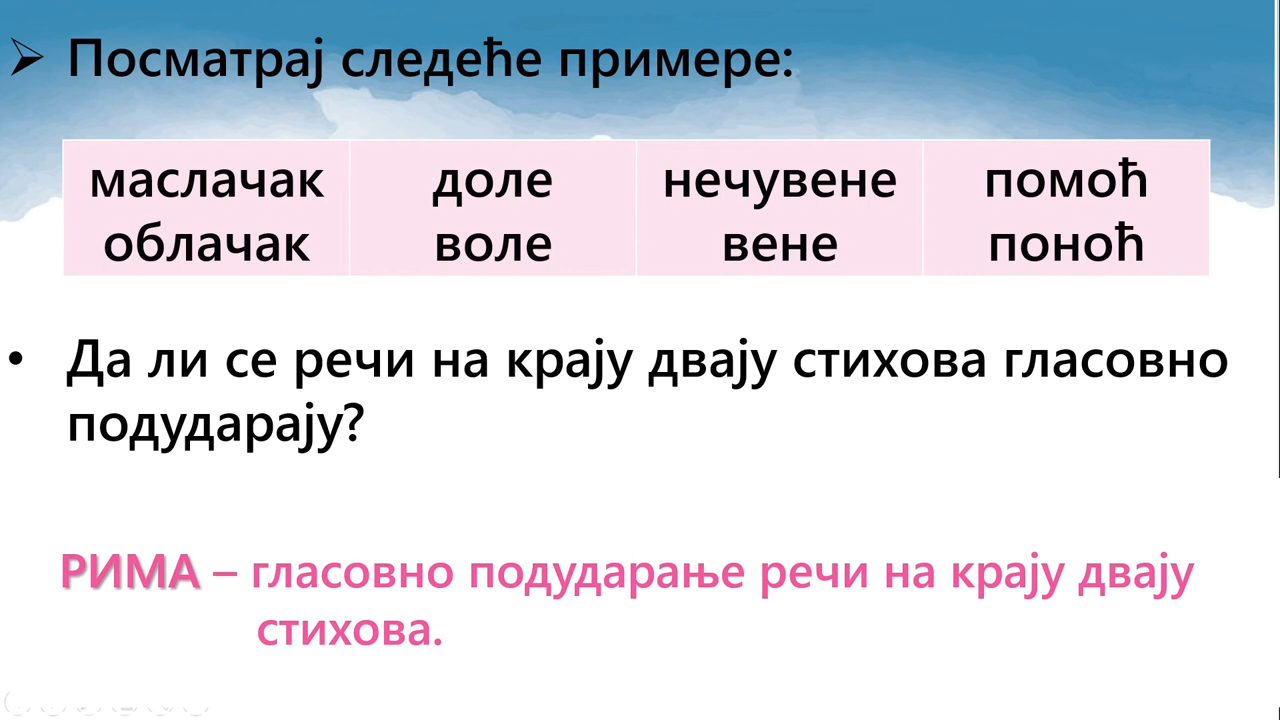 ➢ Посматрај следеће примере:
маслачак доле нечувене помоћ
облачак воле вене поноћ
• Да ли се речи на крају двају стихова гласовно
подударају?
РИМА – гласовно подударање речи на крају двају
стихова.